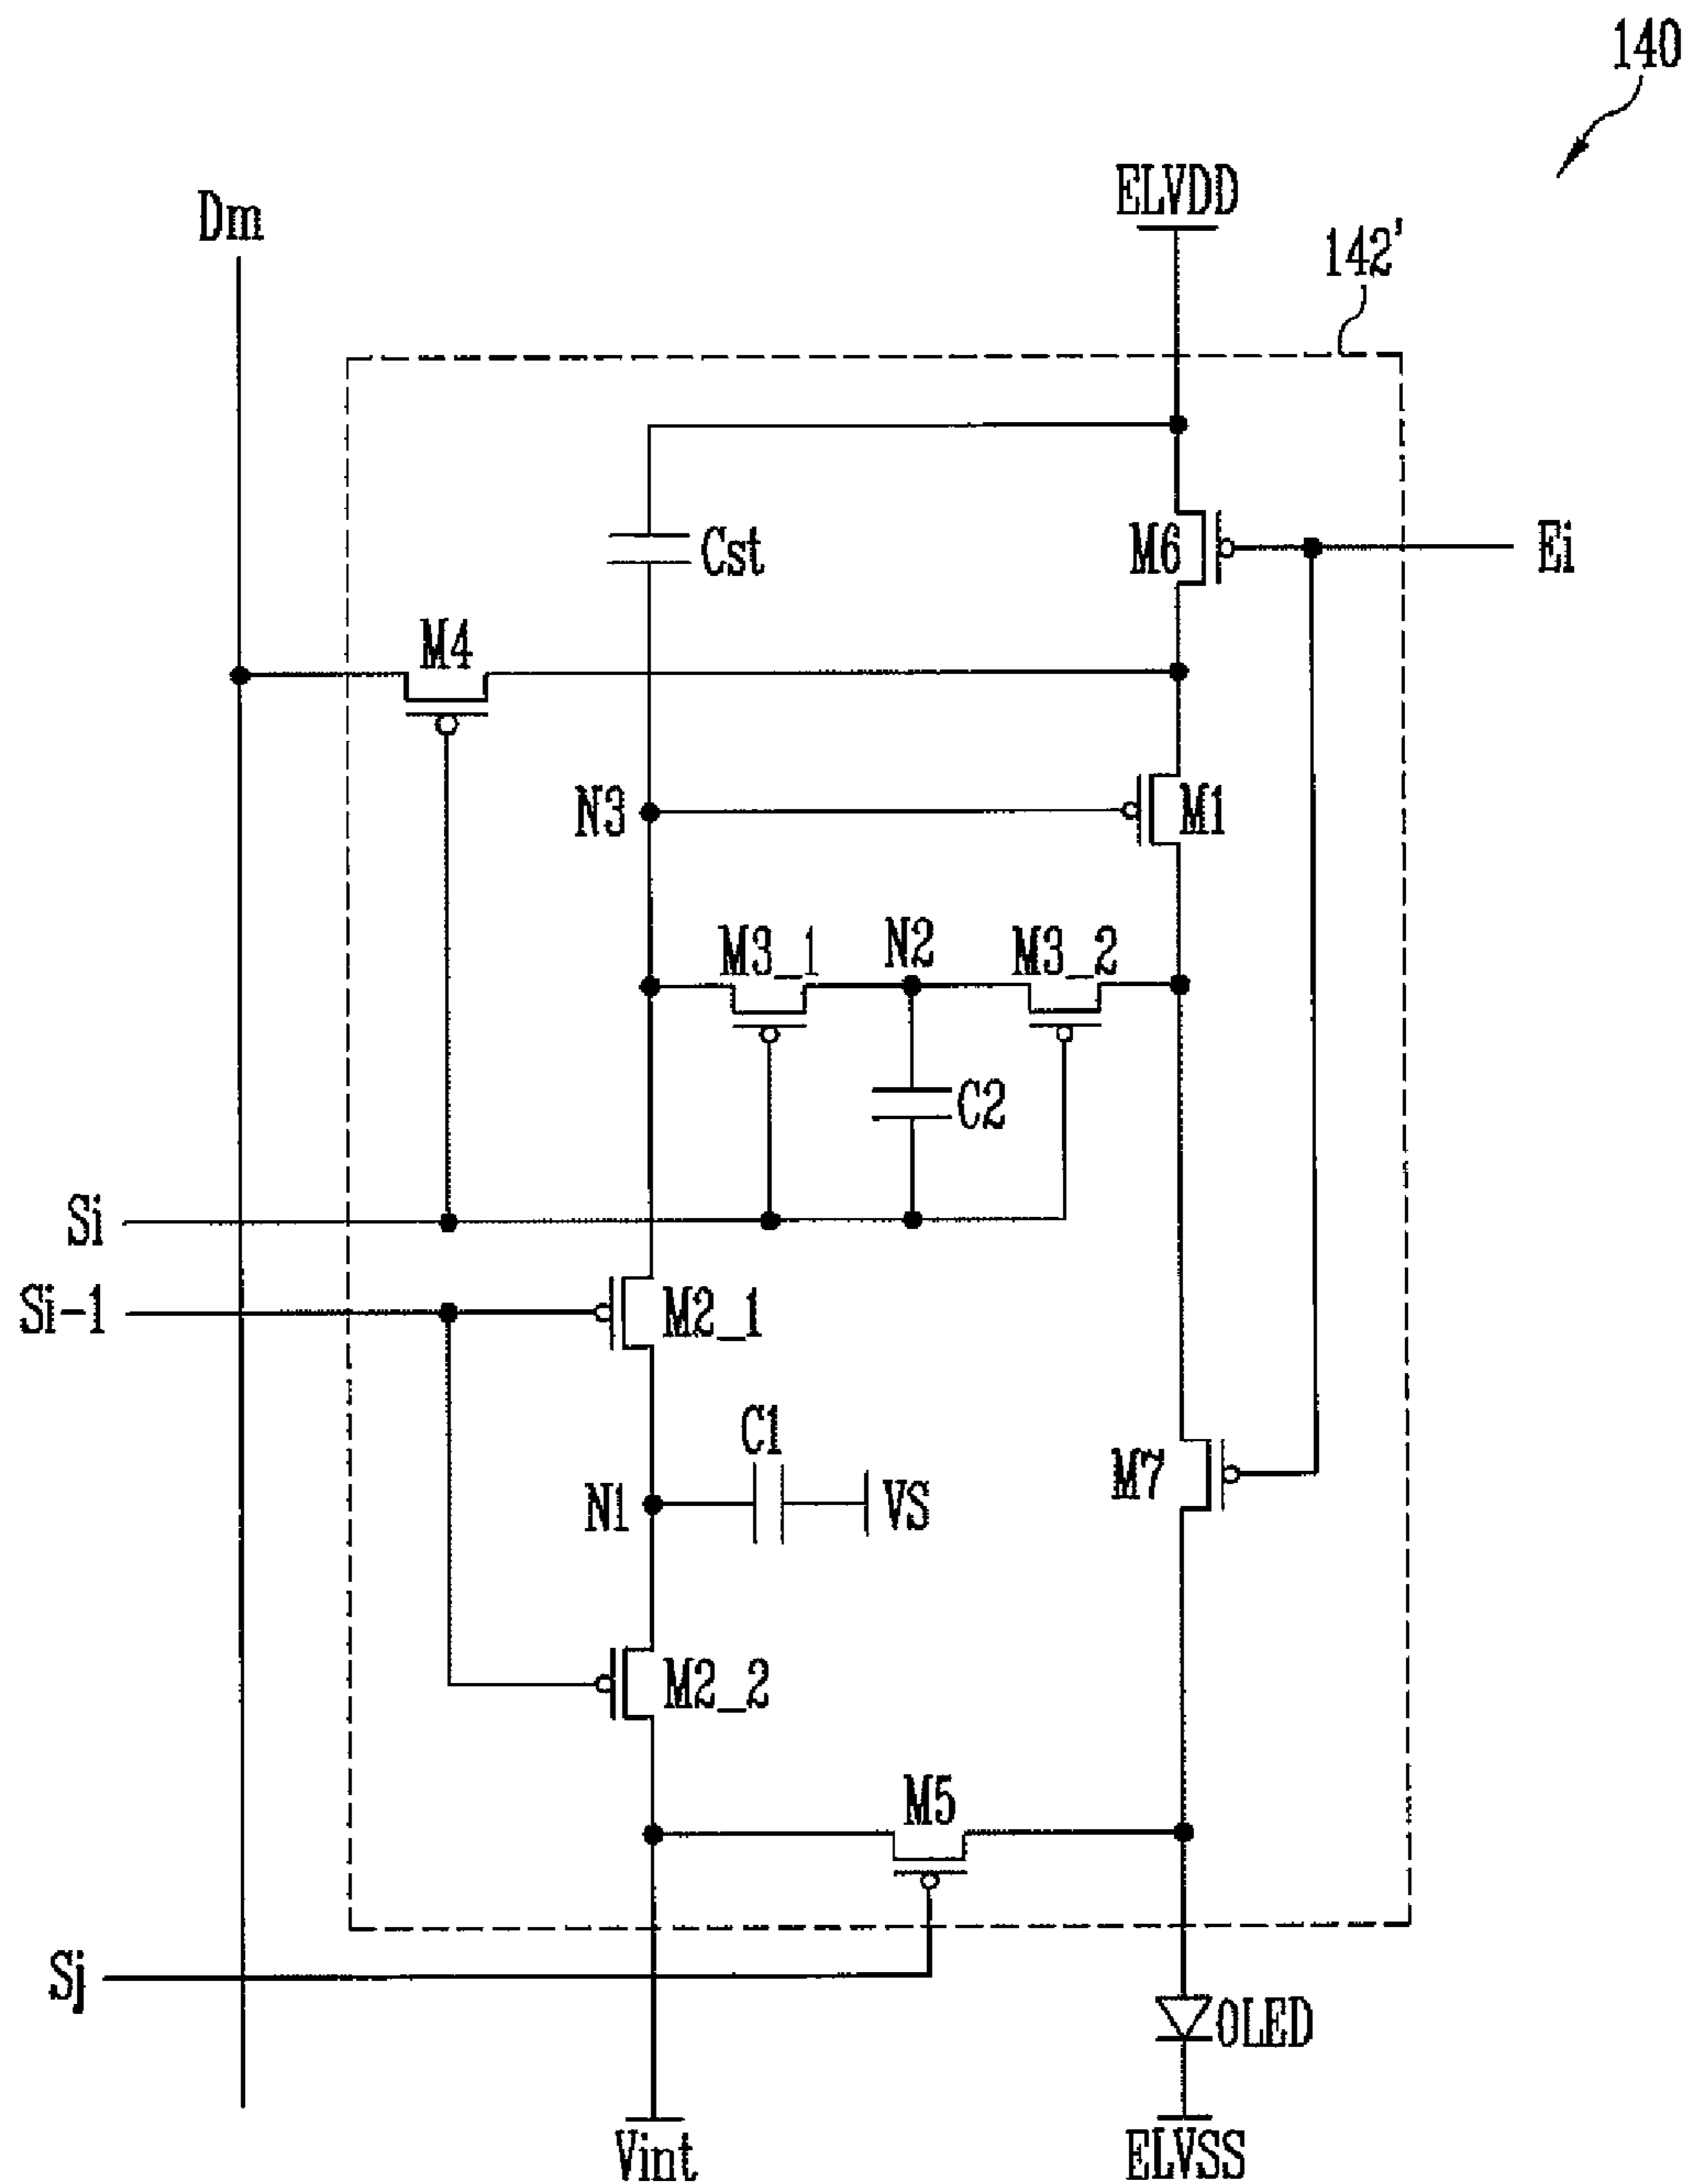 140
ELVDD
Dm
142'
M6
Ei
Cst
M4
N3
M1
M3_1
N2
M3_2
C2
Si
Si-1
M2_1
C1
M7
N1
VS
M2_2
M5
Sj
OLED
Vint
ELVSS